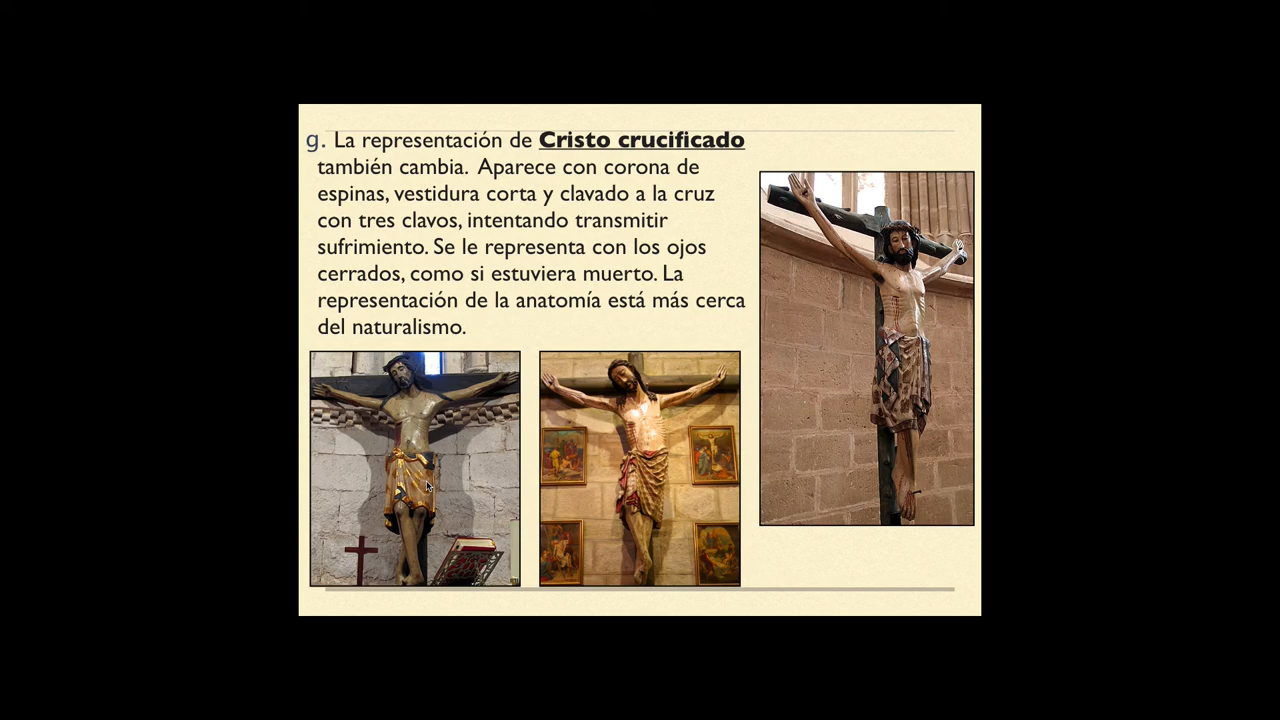 g. La representación de Cristo crucificado
también cambia. Aparece con corona de
espinas, vestidura corta y clavado a la cruz
con tres clavos, intentando transmitir
sufrimiento. Se le representa con los ojos
cerrados, como si estuviera muerto. La
representación de la anatomía está más cerca
del naturalismo.